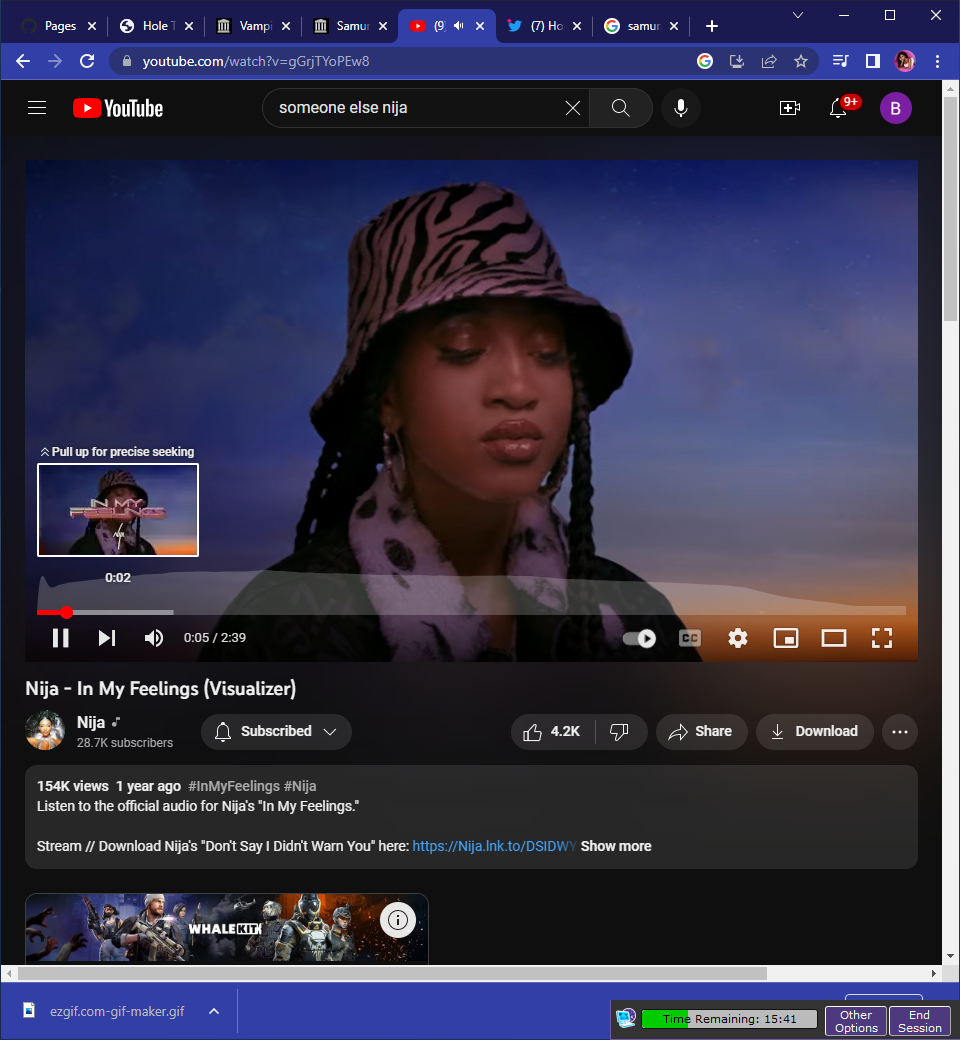 Pages
Hole T
Vampi
Samu
(9)
(7) Ho
samur
youtube.com/watch?v=gGrjTYoPEw8
YouTube
someone else nija
9+
B
Pull up for precise seeking
IN MY
FEELINGS
0:02
0:05 / 2:39
CC
Nija - In My Feelings (Visualizer)
Nija
28.7K subscribers
Subscribed
4.2K
Share
Download
154K views 1 year ago #InMyFeelings #Nija
Listen to the official audio for Nija's "In My Feelings."
Stream // Download Nija's "Don't Say I Didn't Warn You" here: https://Nija.lnk.to/DSIDWY Show more
WHALEKIT
ezgif.com-gif-maker.gif
Time Remaining: 15:41
Other
Options
End
Session